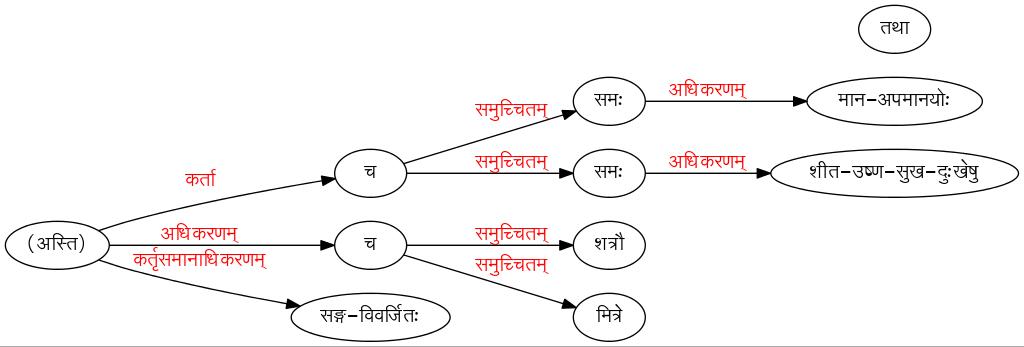 तथा
समः
अधिकरणम्
मान-अपमानयोः
समुच्चितम्
च
समुच्चितम्
समः
अधिकरणम्
शीत-उष्ण-सुख-दुःखेषु
कर्ता
(अस्ति)
अधिकरणम्
च
समुच्चितम्
शत्रौ
कर्तृसमानाधिकरणम्
समुच्चितम्
सङ्ग-विवर्जितः
मित्रे